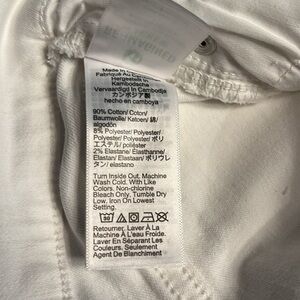 Made in Cambodia
Fabriqué Au Cambodge
Hergestellt in
Kambodscha
Vervaardigd In Cambodja
カンボジア製
hecho en camboya
90% Cotton/ Coton/
Baumwolle/ Katoen/ 綿/
algodón
8% Polyester/ Polyester/
Polyester/ Polyester/ ポリ
エステル/ poliéster
2% Elastane/ Élasthanne/
Elastan/ Elastaan/ ポリウレ
タン/ elastano
Turn Inside Out. Machine
Wash Cold. With Like
Colors. Non-chlorine
Bleach Only. Tumble Dry
Low. Iron On Lowest
Setting.
30
Retourner. Laver À La
Machine À L'eau Froide.
Laver En Séparant Les
Couleurs. Seulement
Agent De Blanchiment